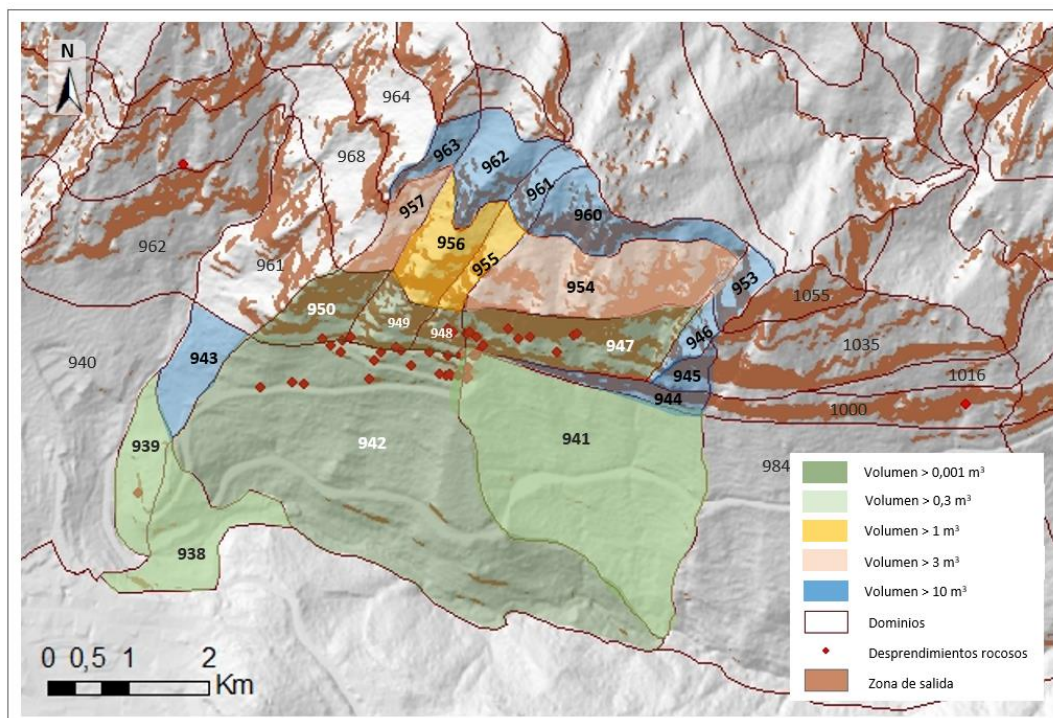 N
964
963
968
962
961
957
960
962
956
955
961
954
953
1055
950
949
948
947
946
1035
940
943
945
1016
944
1000
942
941
984
939
938
Volumen > 0,001 m³
Volumen > 0,3 m³
Volumen > 1 m³
Volumen > 3 m³
Volumen > 10 m³
Dominios
Desprendimientos rocosos
Zona de salida
0 0,5 1 2
Km